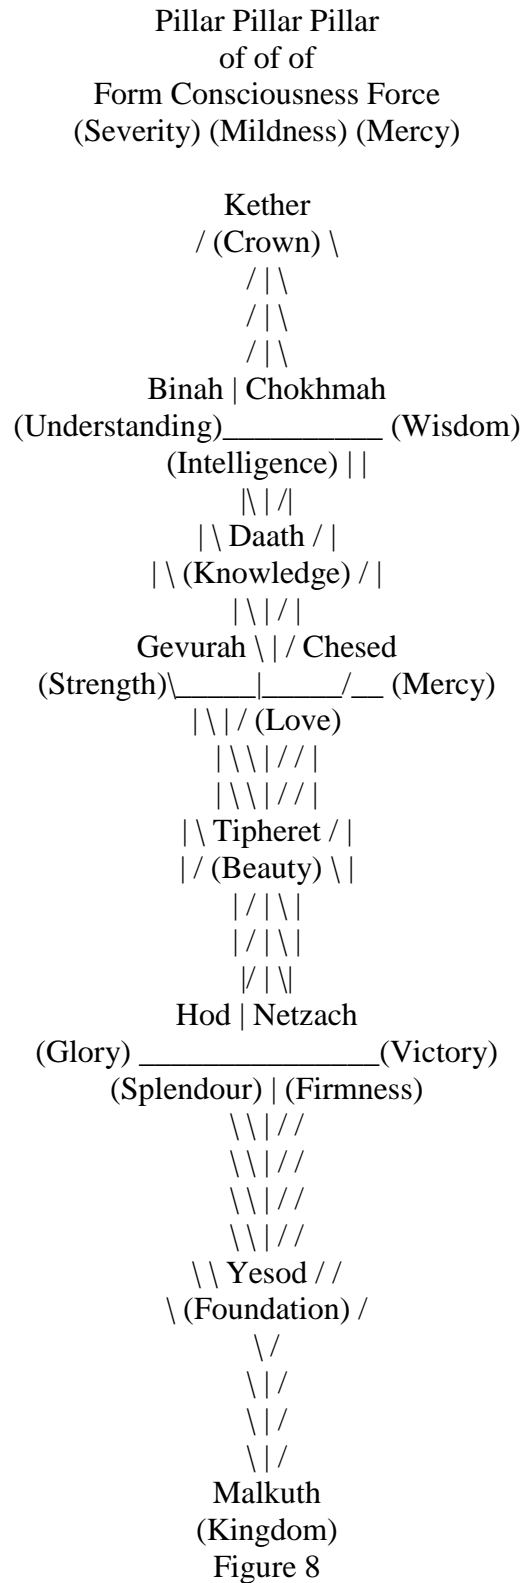 Pillar Pillar Pillar
of of of
Form Consciousness Force
(Severity) (Mildness) (Mercy)
Kether
/ (Crown) \
/ | \
/ | \
/ | \
Binah | Chokhmah
(Understanding)__________ (Wisdom)
(Intelligence) | |
|\ | /|
| \ Daath / |
| \ (Knowledge) / |
| \ | / |
Gevurah \ | / Chesed
(Strength)\_____|_____/__ (Mercy)
| \ | / (Love)
| \ \ | / / |
| \ \ | / / |
| \ Tipheret / |
| / (Beauty) \ |
| / | \ |
| / | \ |
|/ | \|
Hod | Netzach
(Glory) _______________(Victory)
(Splendour) | (Firmness)
\ \ | / /
\ \ | / /
\ \ | / /
\ \ | / /
\ \ Yesod / /
\ (Foundation) /
\ /
\ | /
\ | /
\ | /
Malkuth
(Kingdom)
Figure 8